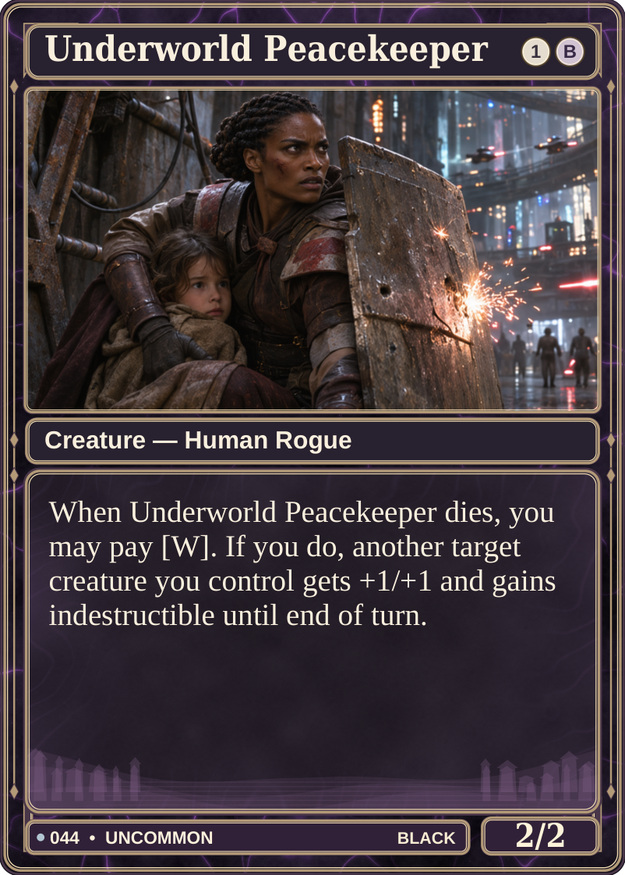 Underworld Peacekeeper 1 B
Creature — Human Rogue
When Underworld Peacekeeper dies, you
may pay [W]. If you do, another target
creature you control gets +1/+1 and gains
indestructible until end of turn.
044 • UNCOMMON BLACK 2/2